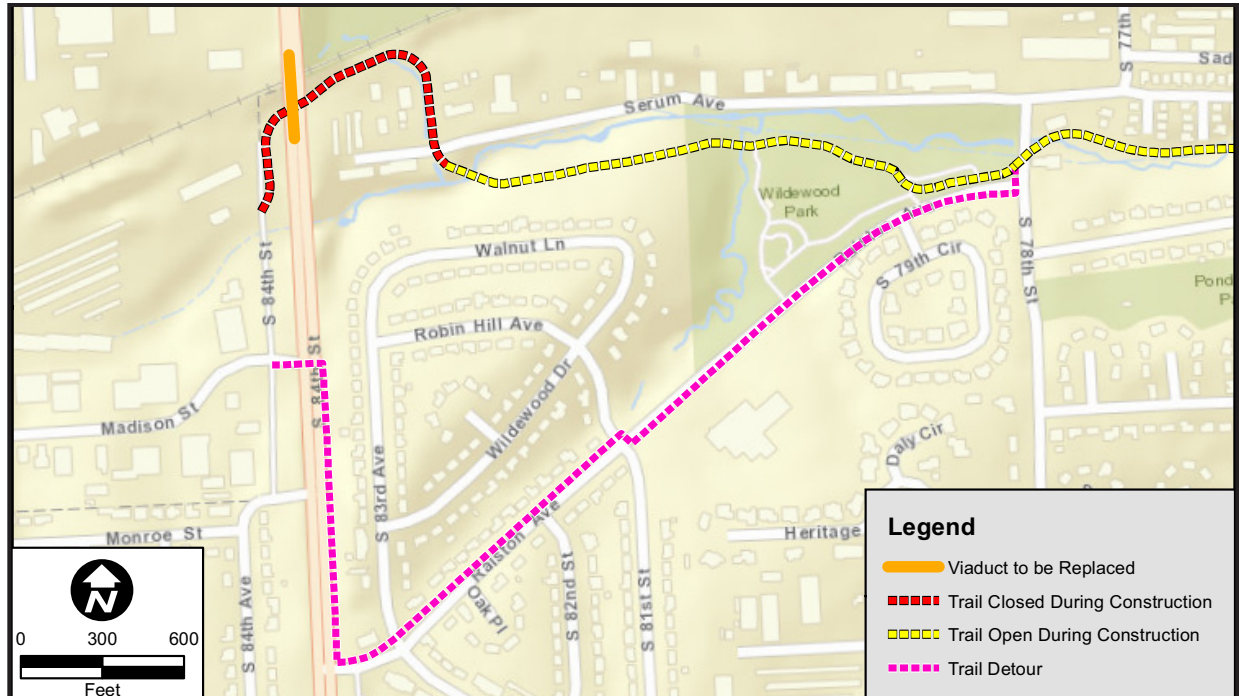 S 77th
Sad
Serum Ave
Wildewood
Park
Walnut Ln
S 79th Cir
S 78th St
Pond
P
S 84th St
S 84th St
Robin Hill Ave
Wildewood Dr
Madison St
S 83rd Ave
Daly Cir
Monroe St
Ralston Ave
Heritage
Oak Pl
S 82nd St
S 81st St
S 84th Ave
N
0 300 600
Feet
Legend
Viaduct to be Replaced
Trail Closed During Construction
Trail Open During Construction
Trail Detour